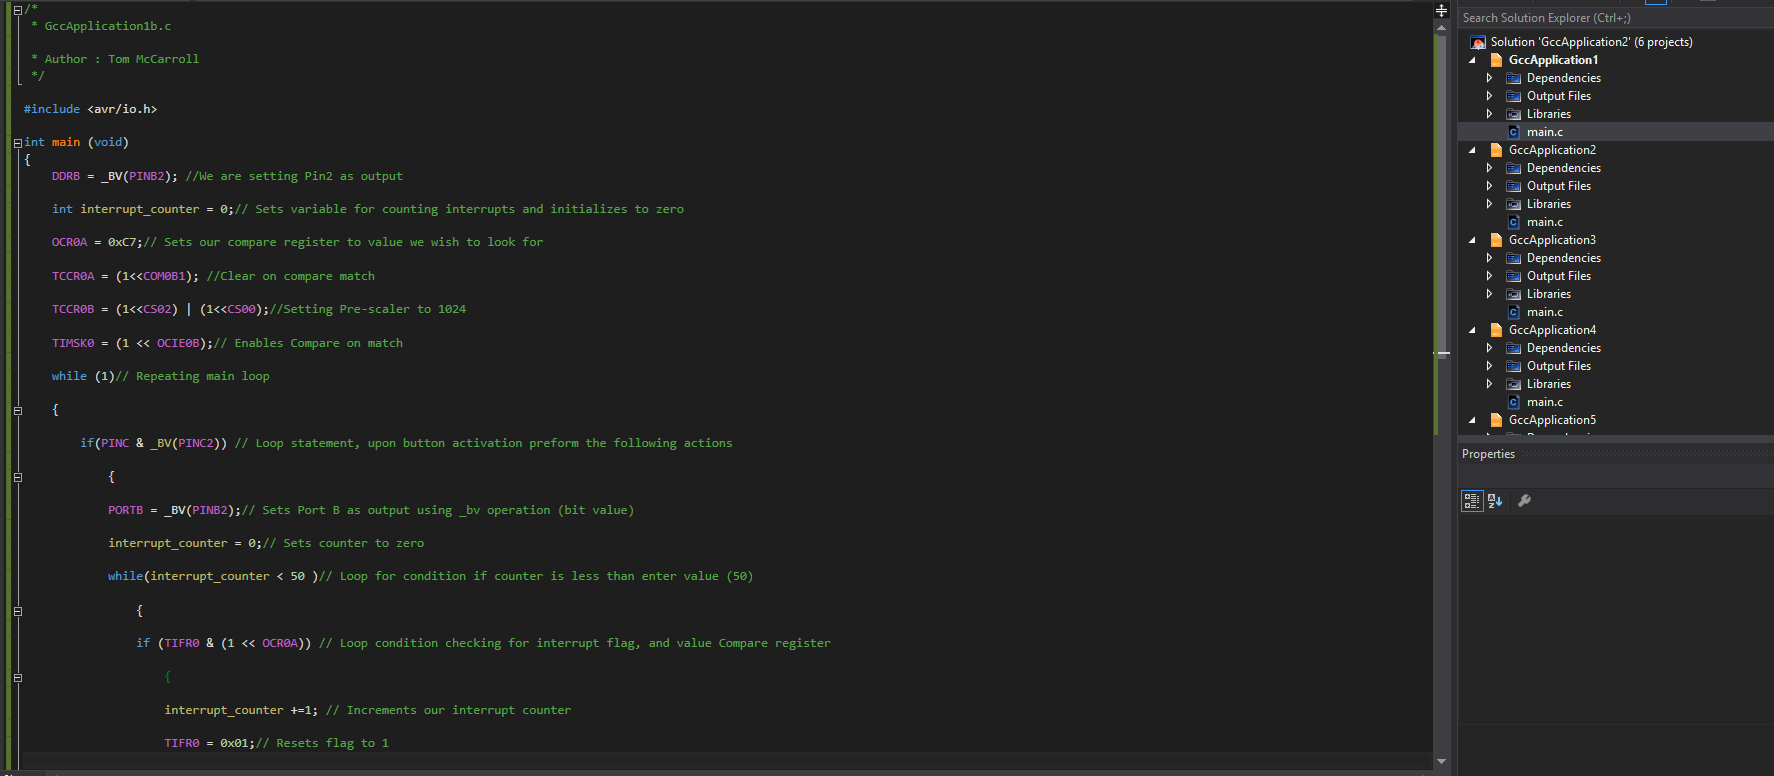 /*
 * GccApplication1b.c
 * Author : Tom McCarroll
 */
#include <avr/io.h>
int main (void)
{
DDRB = _BV(PINB2); //We are setting Pin2 as output
int interrupt_counter = 0;// Sets variable for counting interrupts and initializes to zero
OCR0A = 0xC7;// Sets our compare register to value we wish to look for
TCCR0A = (1<<COM0B1); //Clear on compare match
TCCR0B = (1<<CS02) | (1<<CS00);//Setting Pre-scaler to 1024
TIMSK0 = (1 << OCIE0B);// Enables Compare on match
while (1)// Repeating main loop
{
if(PINC & _BV(PINC2)) // Loop statement, upon button activation preform the following actions
{
PORTB = _BV(PINB2);// Sets Port B as output using _bv operation (bit value)
interrupt_counter = 0;// Sets counter to zero
while(interrupt_counter < 50 )// Loop for condition if counter is less than enter value (50)
{
if (TIFR0 & (1 << OCR0A)) // Loop condition checking for interrupt flag, and value Compare register
{
interrupt_counter +=1; // Increments our interrupt counter
TIFR0 = 0x01;// Resets flag to 1
Search Solution Explorer (Ctrl+;)
Solution 'GccApplication2' (6 projects)
GccApplication1
Dependencies
Output Files
Libraries
main.c
GccApplication2
Dependencies
Output Files
Libraries
main.c
GccApplication3
Dependencies
Output Files
Libraries
main.c
GccApplication4
Dependencies
Output Files
Libraries
main.c
GccApplication5
Properties